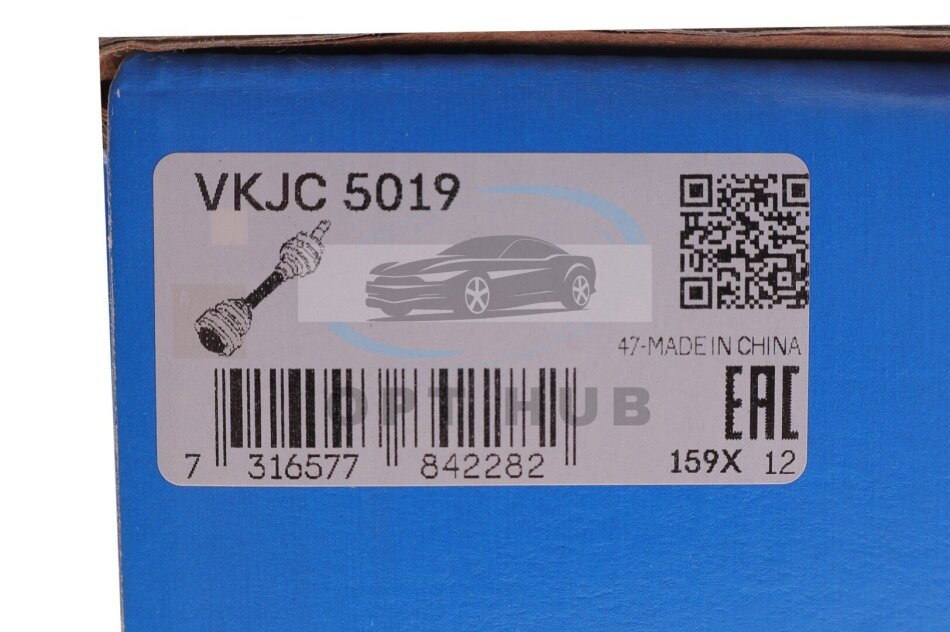 VKJC 5019
47-MADE IN CHINA
OPT HUB
EAC
7 316577 842282
159X 12